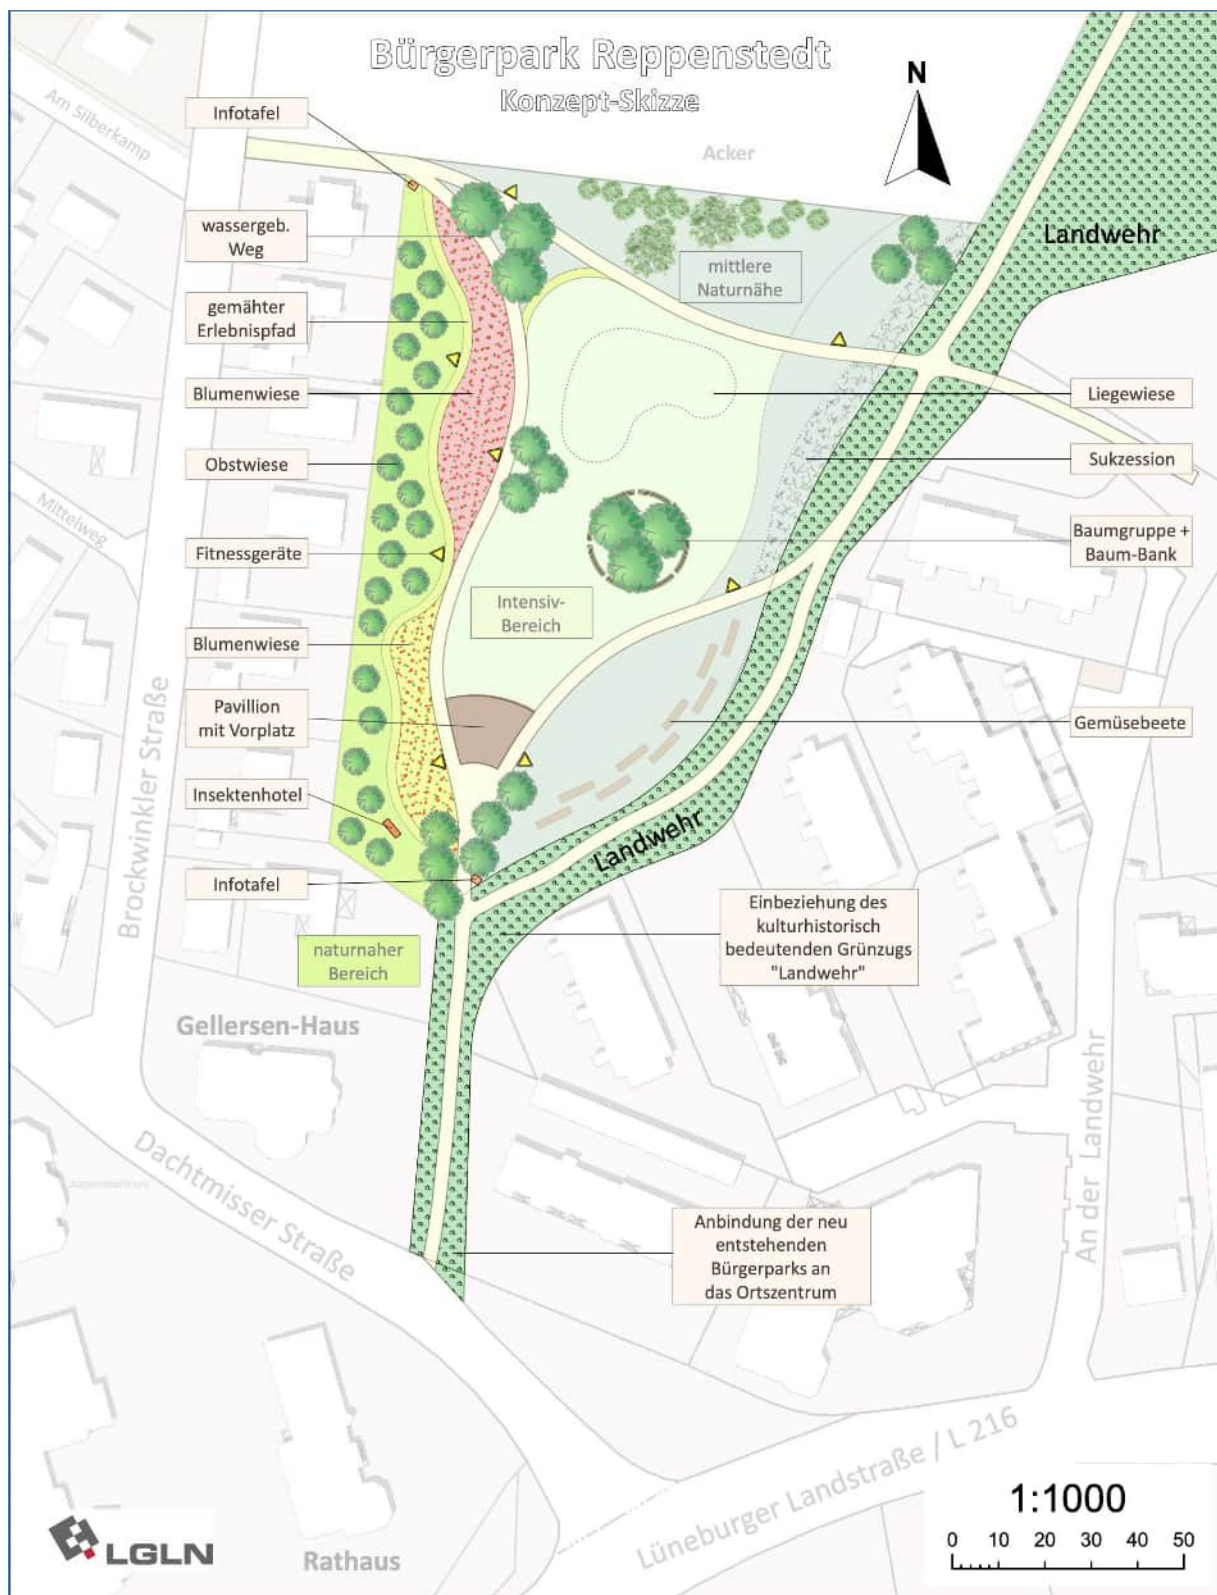 Bürgerpark Reppenstedt
Konzept-Skizze
N
Am Silberkamp
Infotafel
Acker
wassergeb.
Weg
Landwehr
mittlere
Naturnähe
gemähter
Erlebnispfad
Blumenwiese
Liegewiese
Obstwiese
Sukzession
Mittelweg
Fitnessgeräte
Baumgruppe +
Baum-Bank
Intensiv-
Bereich
Blumenwiese
Pavillion
mit Vorplatz
Gemüsebeete
Brockwinkler Straße
Insektenhotel
Landwehr
Infotafel
Einbeziehung des
kulturhistorisch
bedeutenden Grünzugs
"Landwehr"
naturnaher
Bereich
Gellersen-Haus
An der Landwehr
Dachtmisser Straße
Anbindung der neu
entstehenden
Bürgerparks an
das Ortszentrum
Lüneburger Landstraße / L 216
1:1000
0 10 20 30 40 50
LGLN
Rathaus